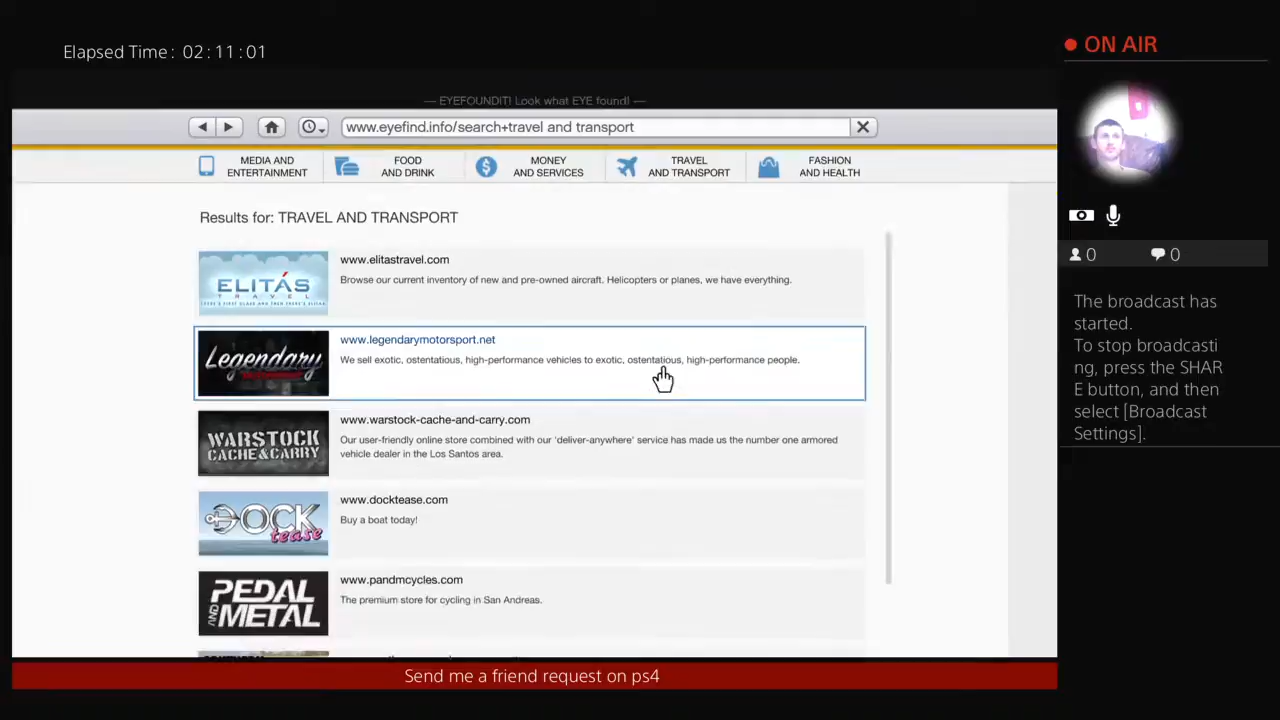 Elapsed Time: 02:11:01
ON AIR
— EYEFOUNDIT! Look what EYE found! —
www.eyefind.info/search+travel and transport
MEDIA AND
ENTERTAINMENT
FOOD
AND DRINK
MONEY
AND SERVICES
TRAVEL
AND TRANSPORT
FASHION
AND HEALTH
Results for: TRAVEL AND TRANSPORT
ELITÁS
TRAVEL
www.elitastravel.com
Browse our current inventory of new and pre-owned aircraft. Helicopters or planes, we have everything.
Legendary
www.legendarymotorsport.net
We sell exotic, ostentatious, high-performance vehicles to exotic, ostentatious, high-performance people.
WARSTOCK
CACHE&CARRY
www.warstock-cache-and-carry.com
Our user-friendly online store combined with our 'deliver-anywhere' service has made us the number one armored
vehicle dealer in the Los Santos area.
DOCK
tease
www.docktease.com
Buy a boat today!
PEDAL
AND METAL
www.pandmcycles.com
The premium store for cycling in San Andreas.
0
0
The broadcast has
started.
To stop broadcasti
ng, press the SHAR
E button, and then
select [Broadcast
Settings].
Send me a friend request on ps4